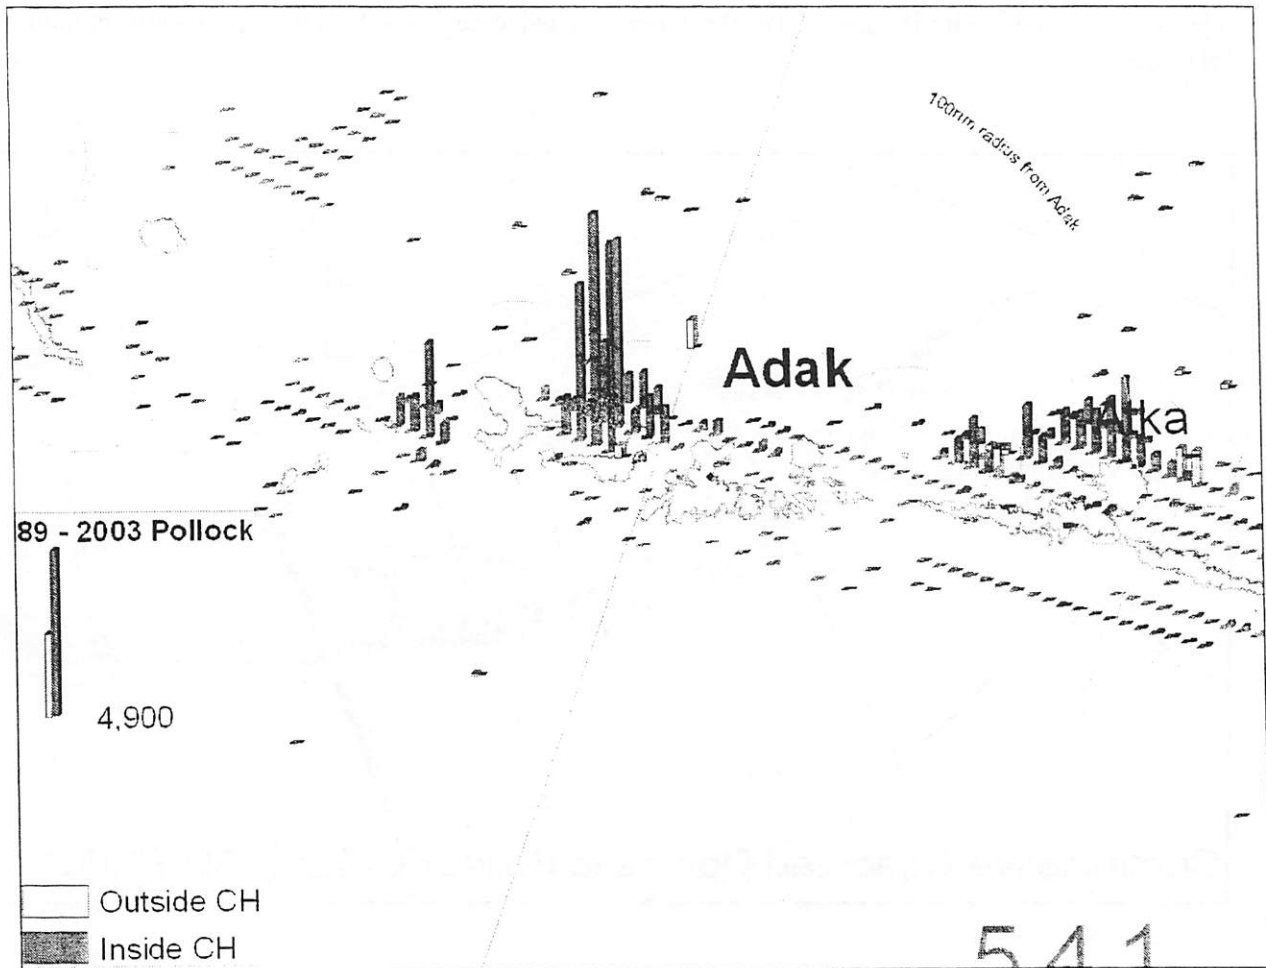 100nm radius from Adak
Adak
Atka
89 - 2003 Pollock
4,900
Outside CH
Inside CH
541